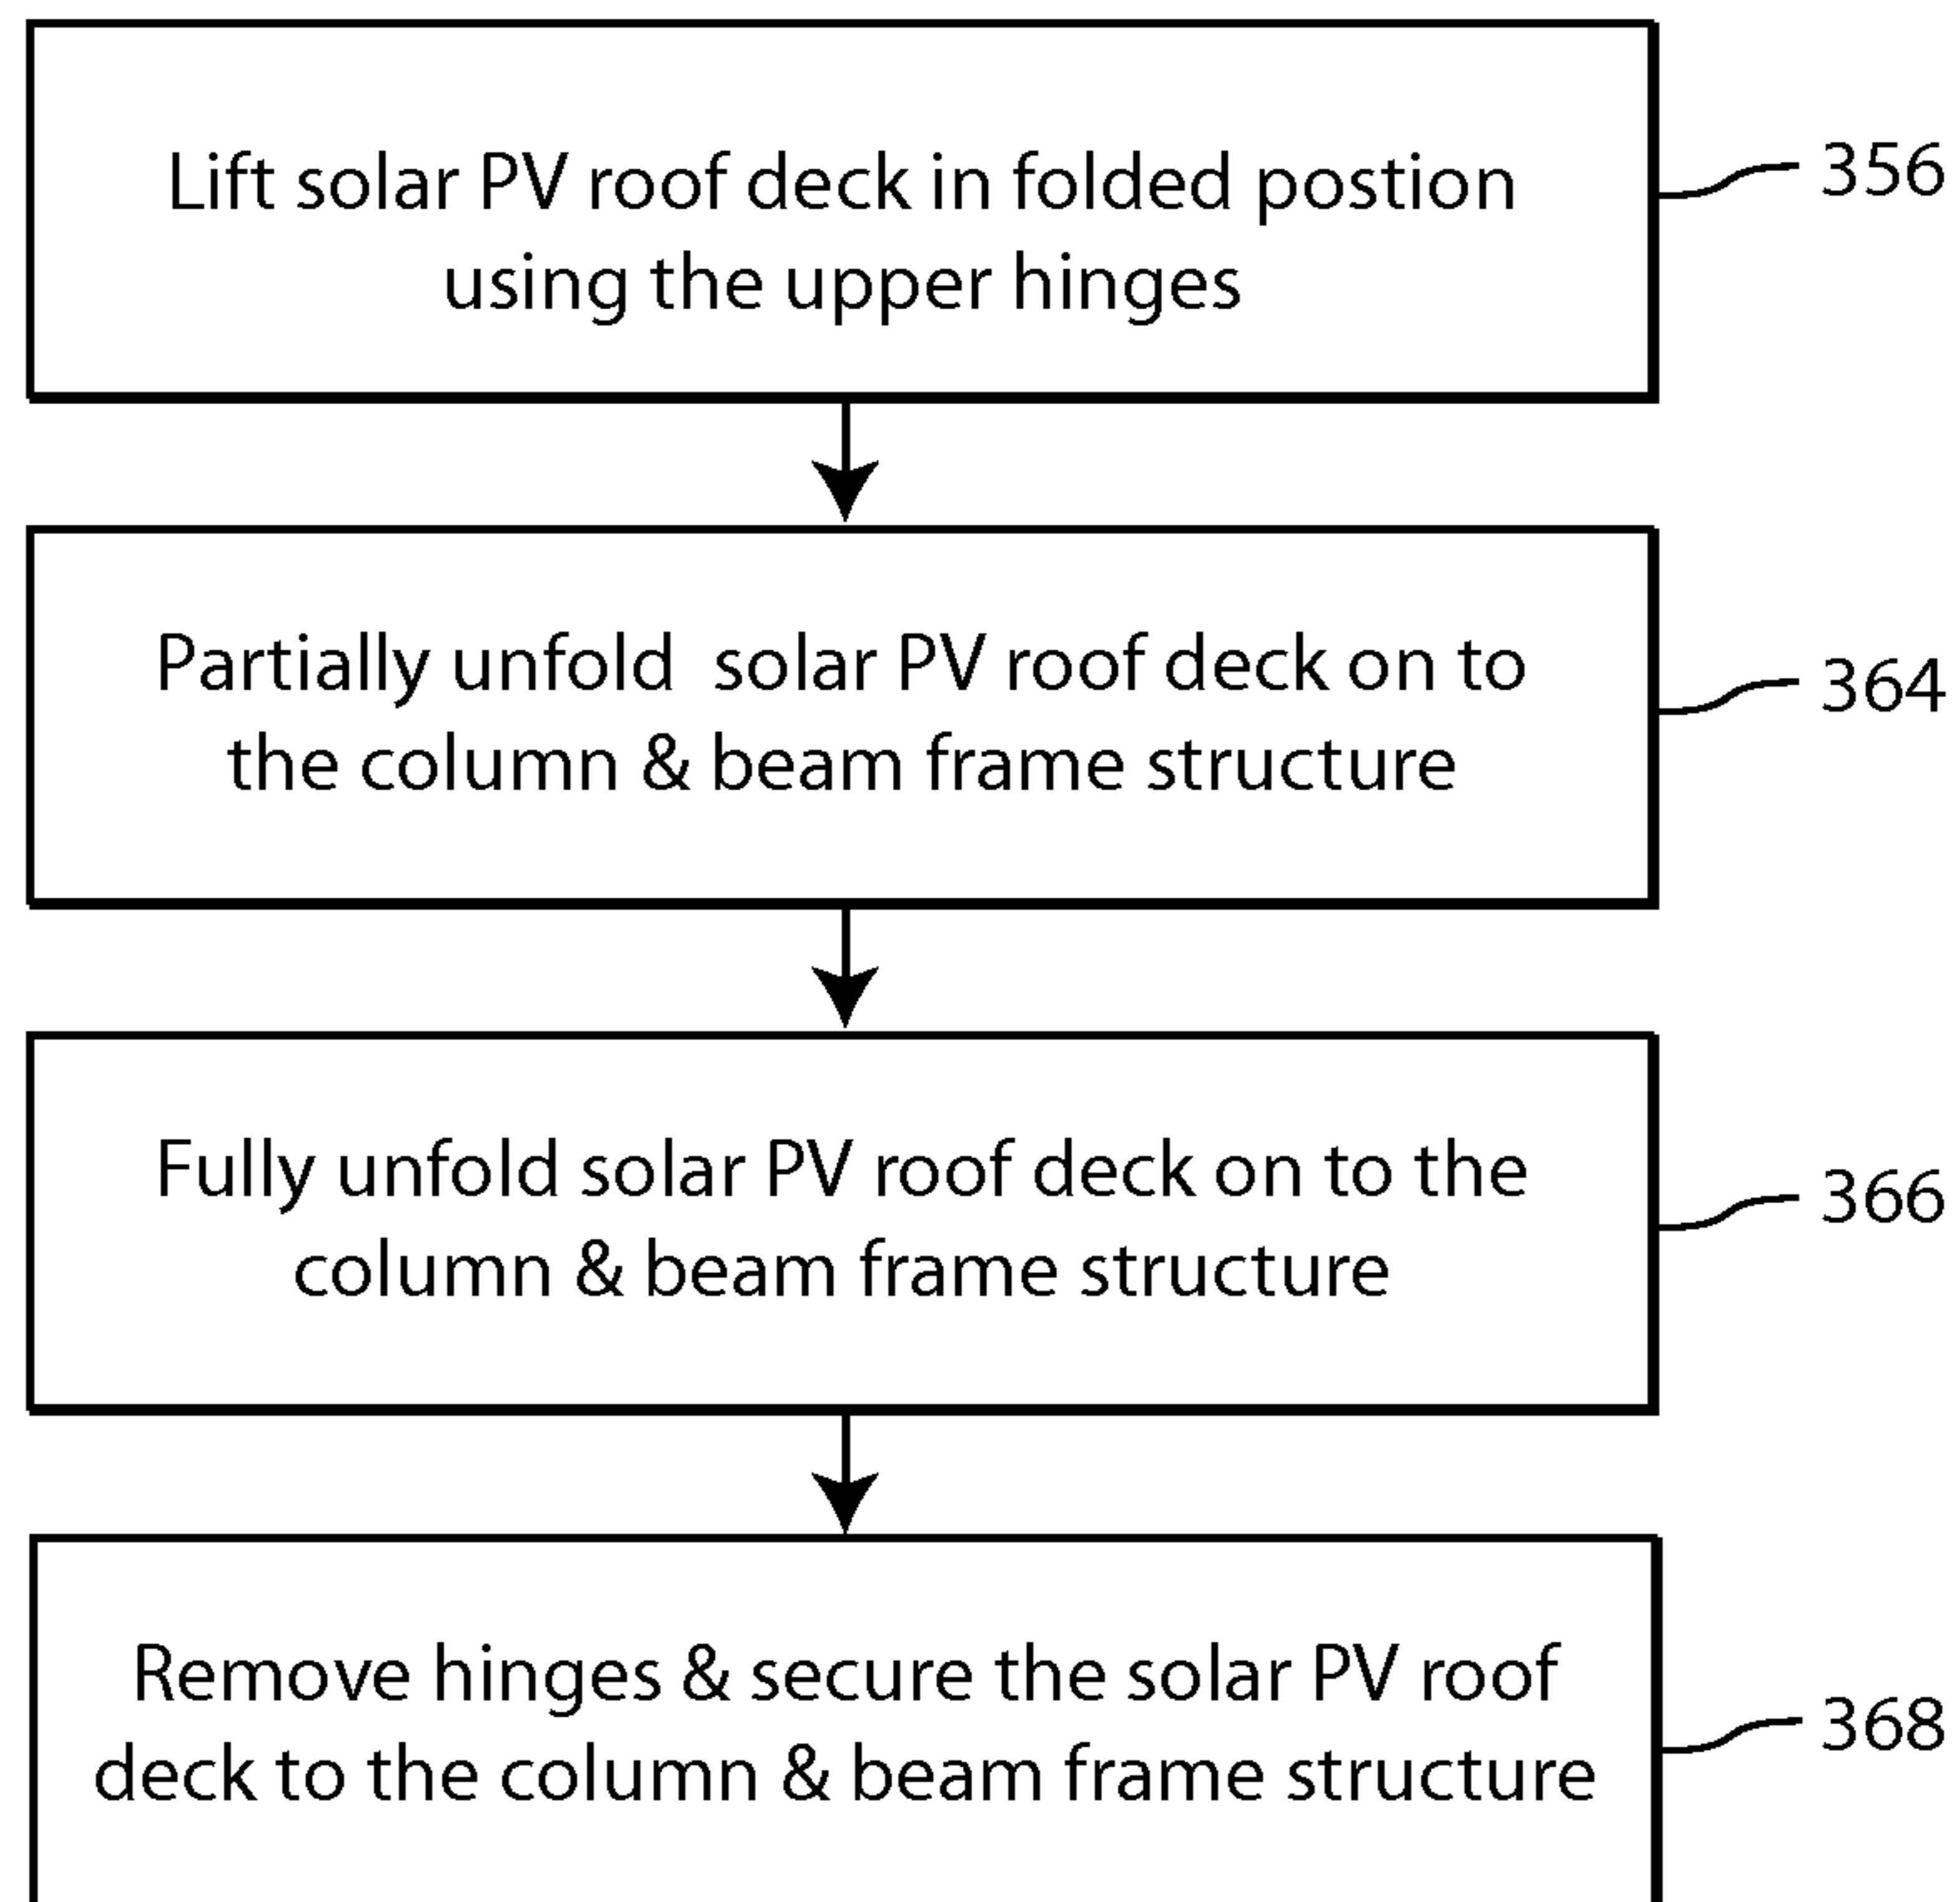 Lift solar PV roof deck in folded postion
using the upper hinges
356
Partially unfold solar PV roof deck on to
the column & beam frame structure
364
Fully unfold solar PV roof deck on to the
column & beam frame structure
366
Remove hinges & secure the solar PV roof
deck to the column & beam frame structure
368